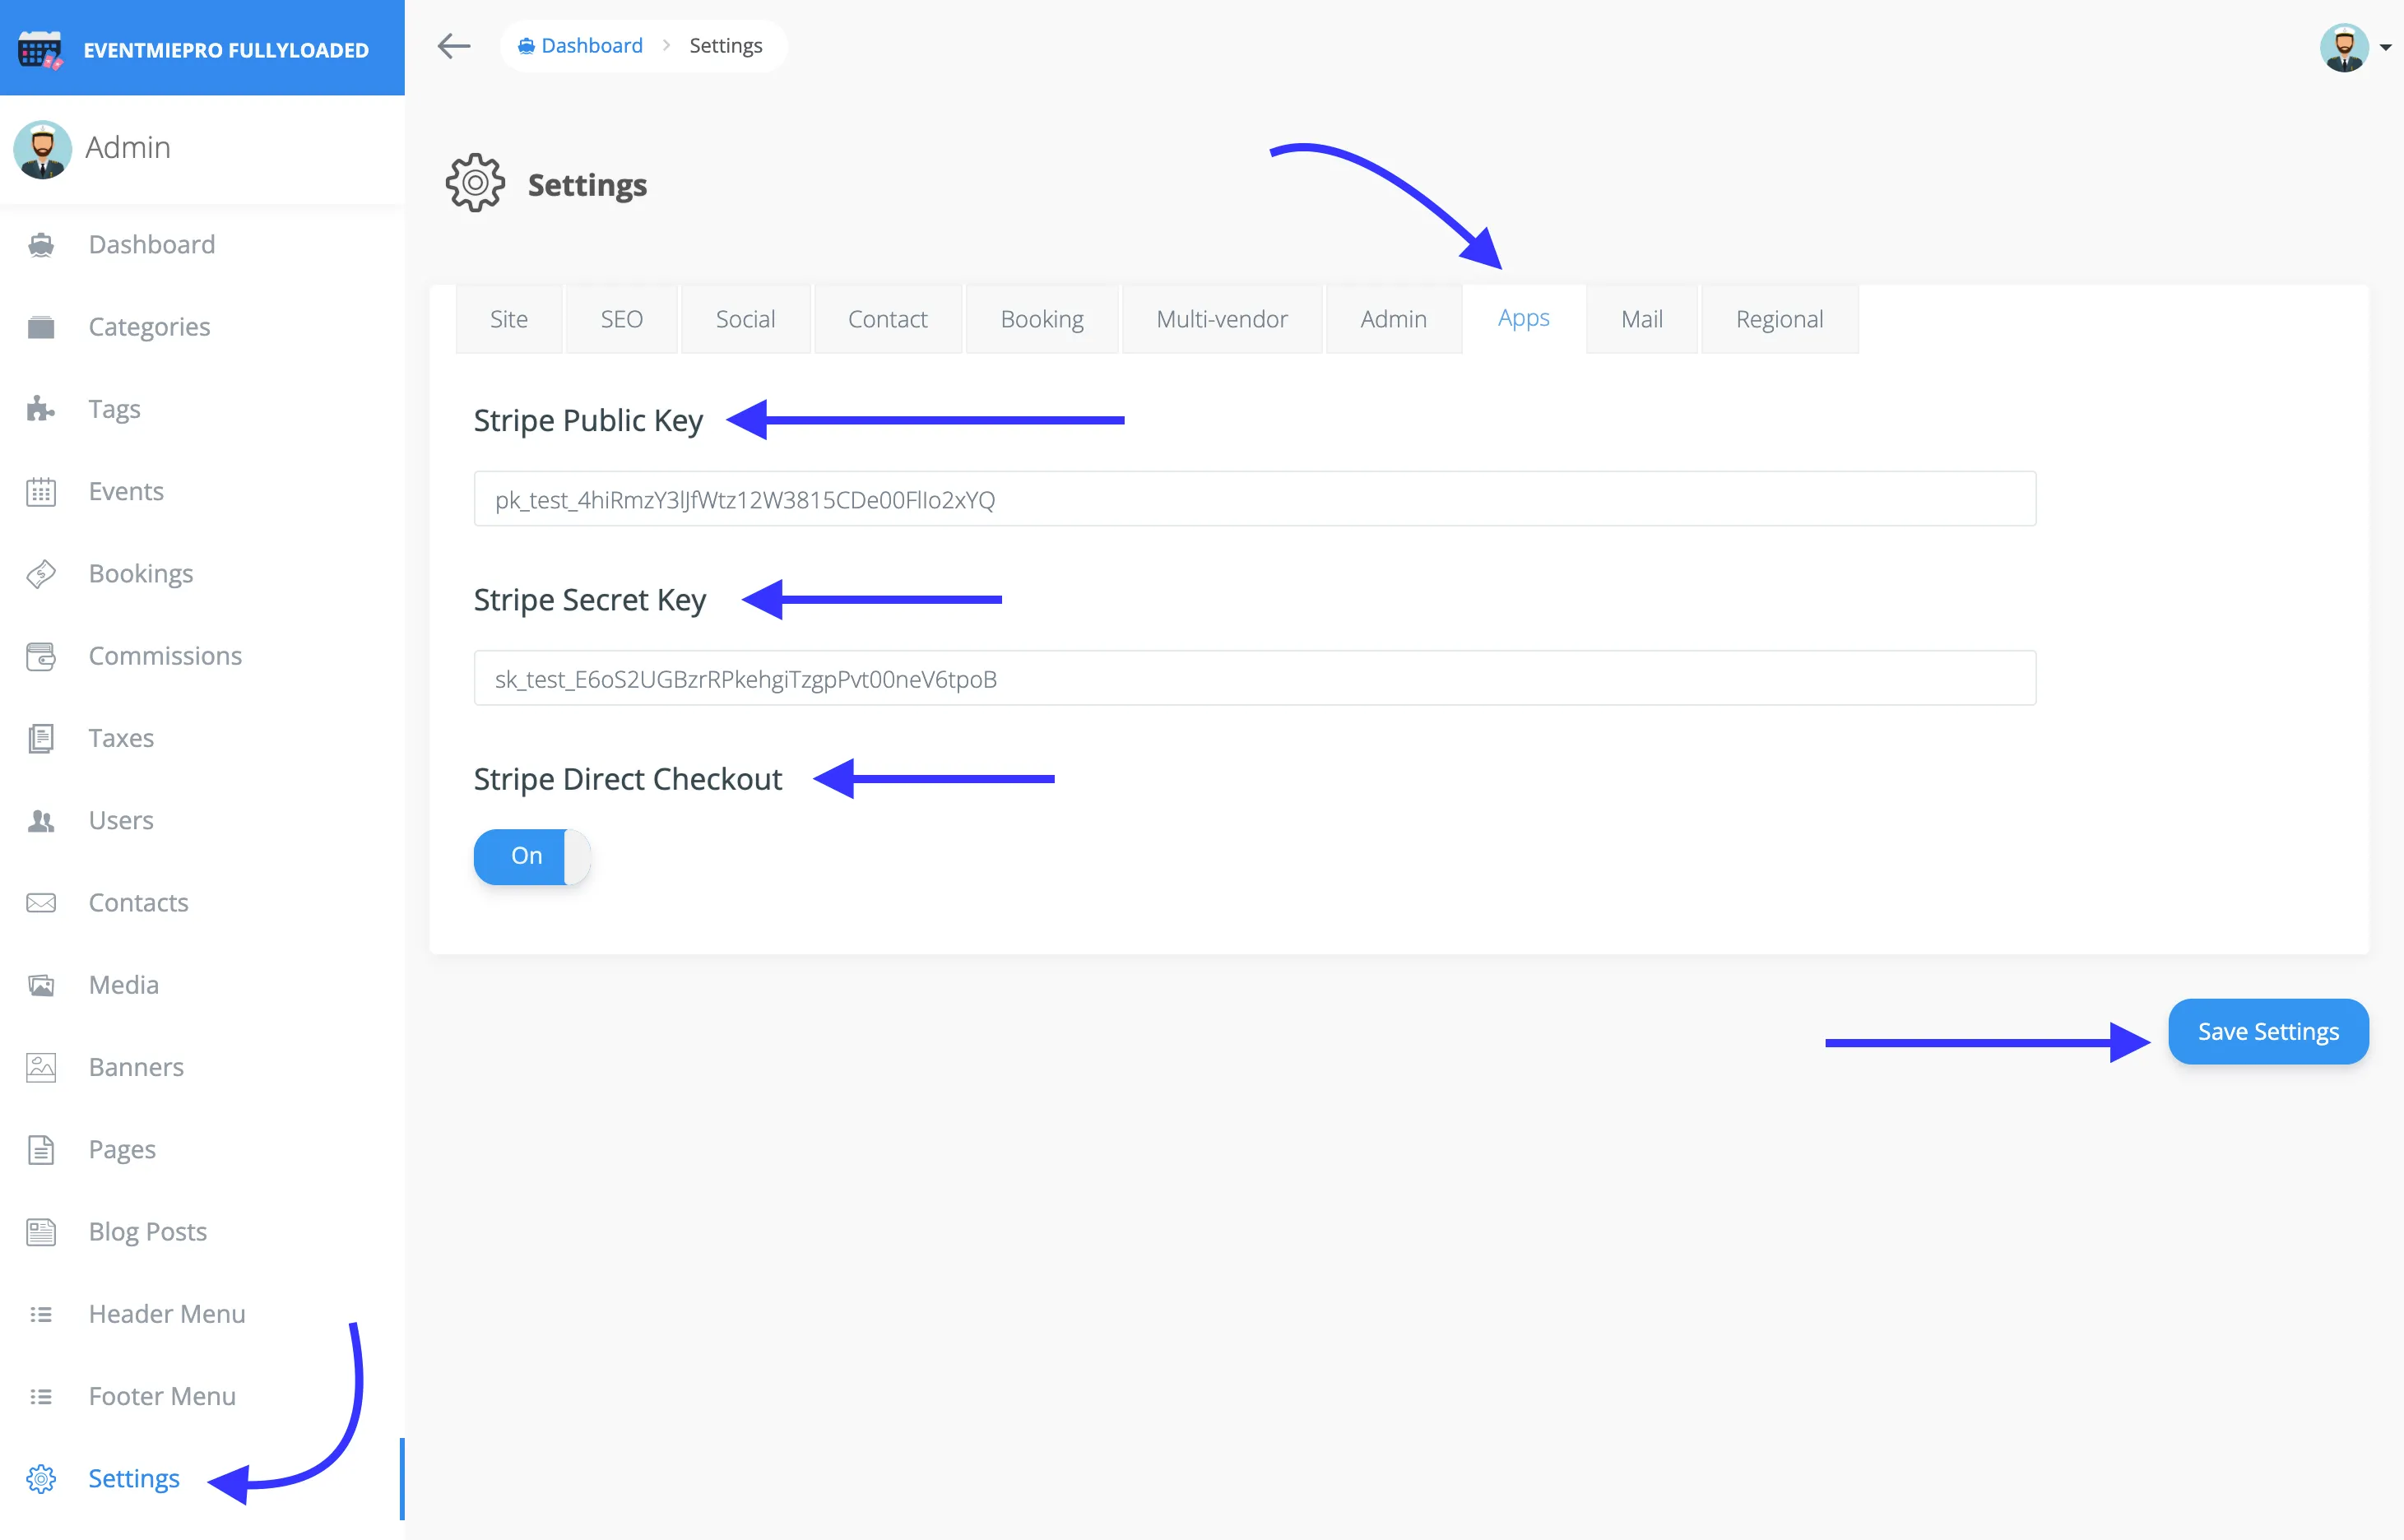 EVENTMIEPRO FULLYLOADED
Dashboard > Settings
Admin
Settings
Dashboard
Categories
Tags
Events
Bookings
Commissions
Taxes
Users
Contacts
Media
Banners
Pages
Blog Posts
Header Menu
Footer Menu
Settings
Site SEO Social Contact Booking Multi-vendor Admin Apps Mail Regional
Stripe Public Key
pk_test_4hiRmzY3lJfWtz12W3815CDe00FlIo2xYQ
Stripe Secret Key
sk_test_E6oS2UGBzrRPkehgiTzgpPvt00neV6tpoB
Stripe Direct Checkout
On
Save Settings